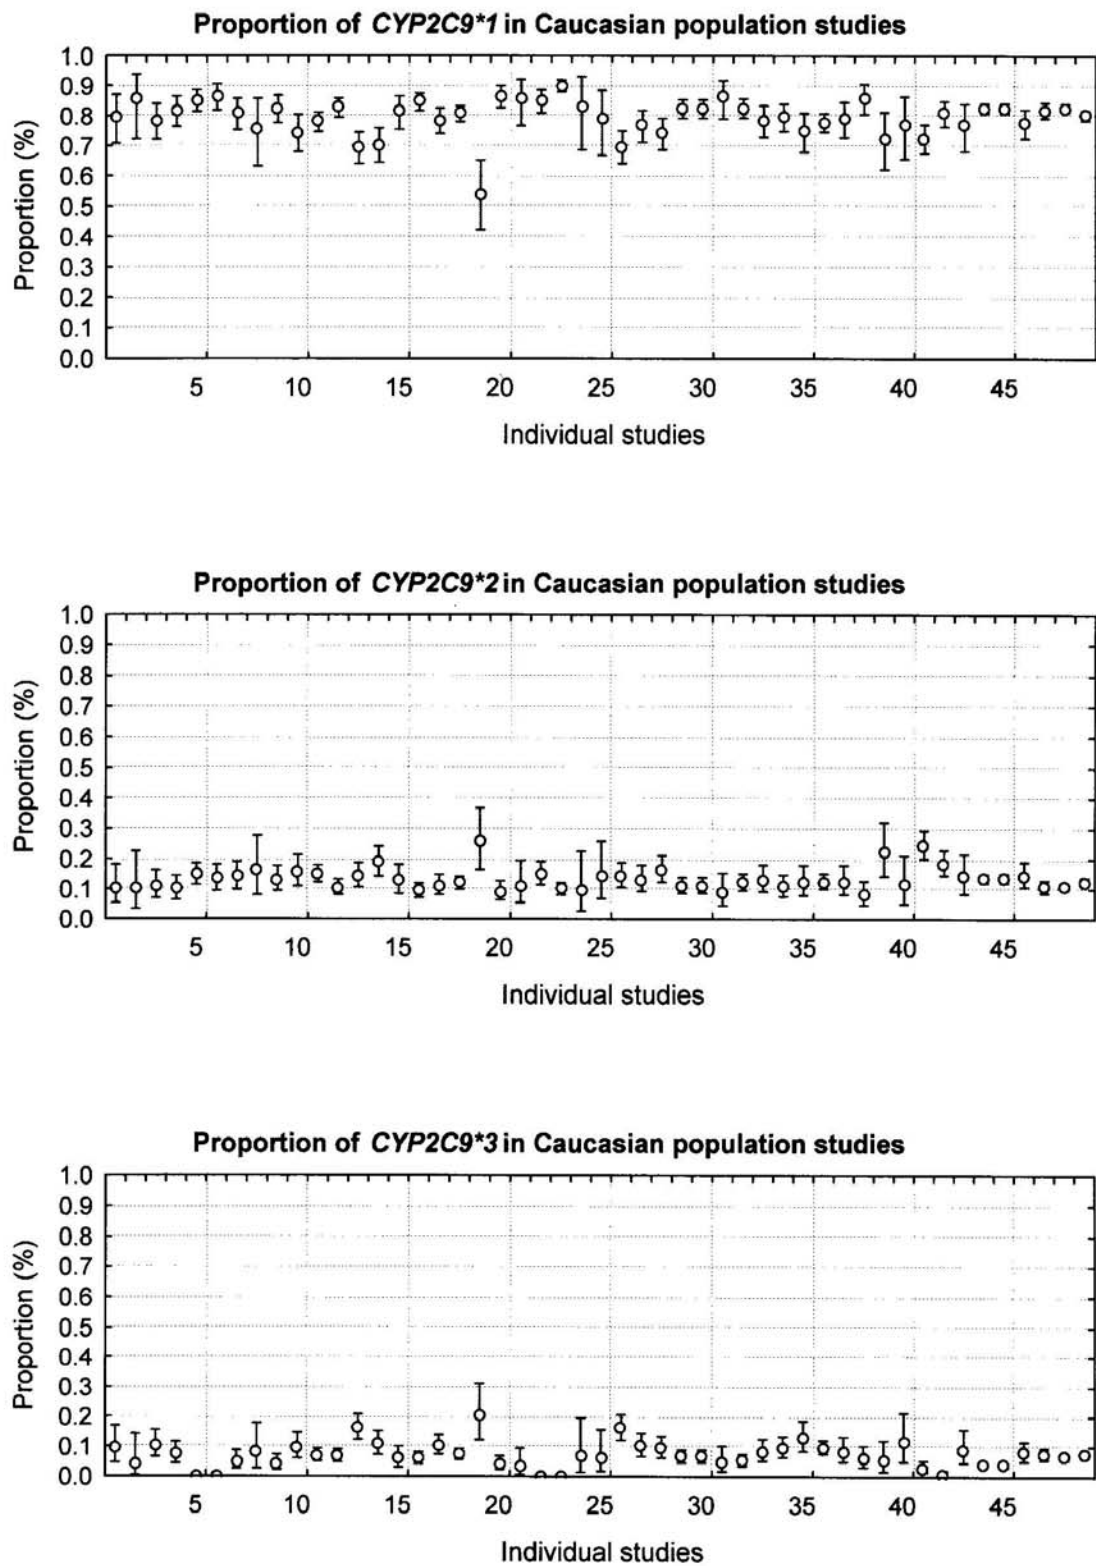 Proportion of CYP2C9*1 in Caucasian population studies
1.0
0.9
0.8
0.7
0.6
0.5
0.4
0.3
0.2
0.1
0.0
Proportion (%)
5 10 15 20 25 30 35 40 45
Individual studies
Proportion of CYP2C9*2 in Caucasian population studies
1.0
0.9
0.8
0.7
0.6
0.5
0.4
0.3
0.2
0.1
0.0
Proportion (%)
5 10 15 20 25 30 35 40 45
Individual studies
Proportion of CYP2C9*3 in Caucasian population studies
1.0
0.9
0.8
0.7
0.6
0.5
0.4
0.3
0.2
0.1
0.0
Proportion (%)
5 10 15 20 25 30 35 40 45
Individual studies